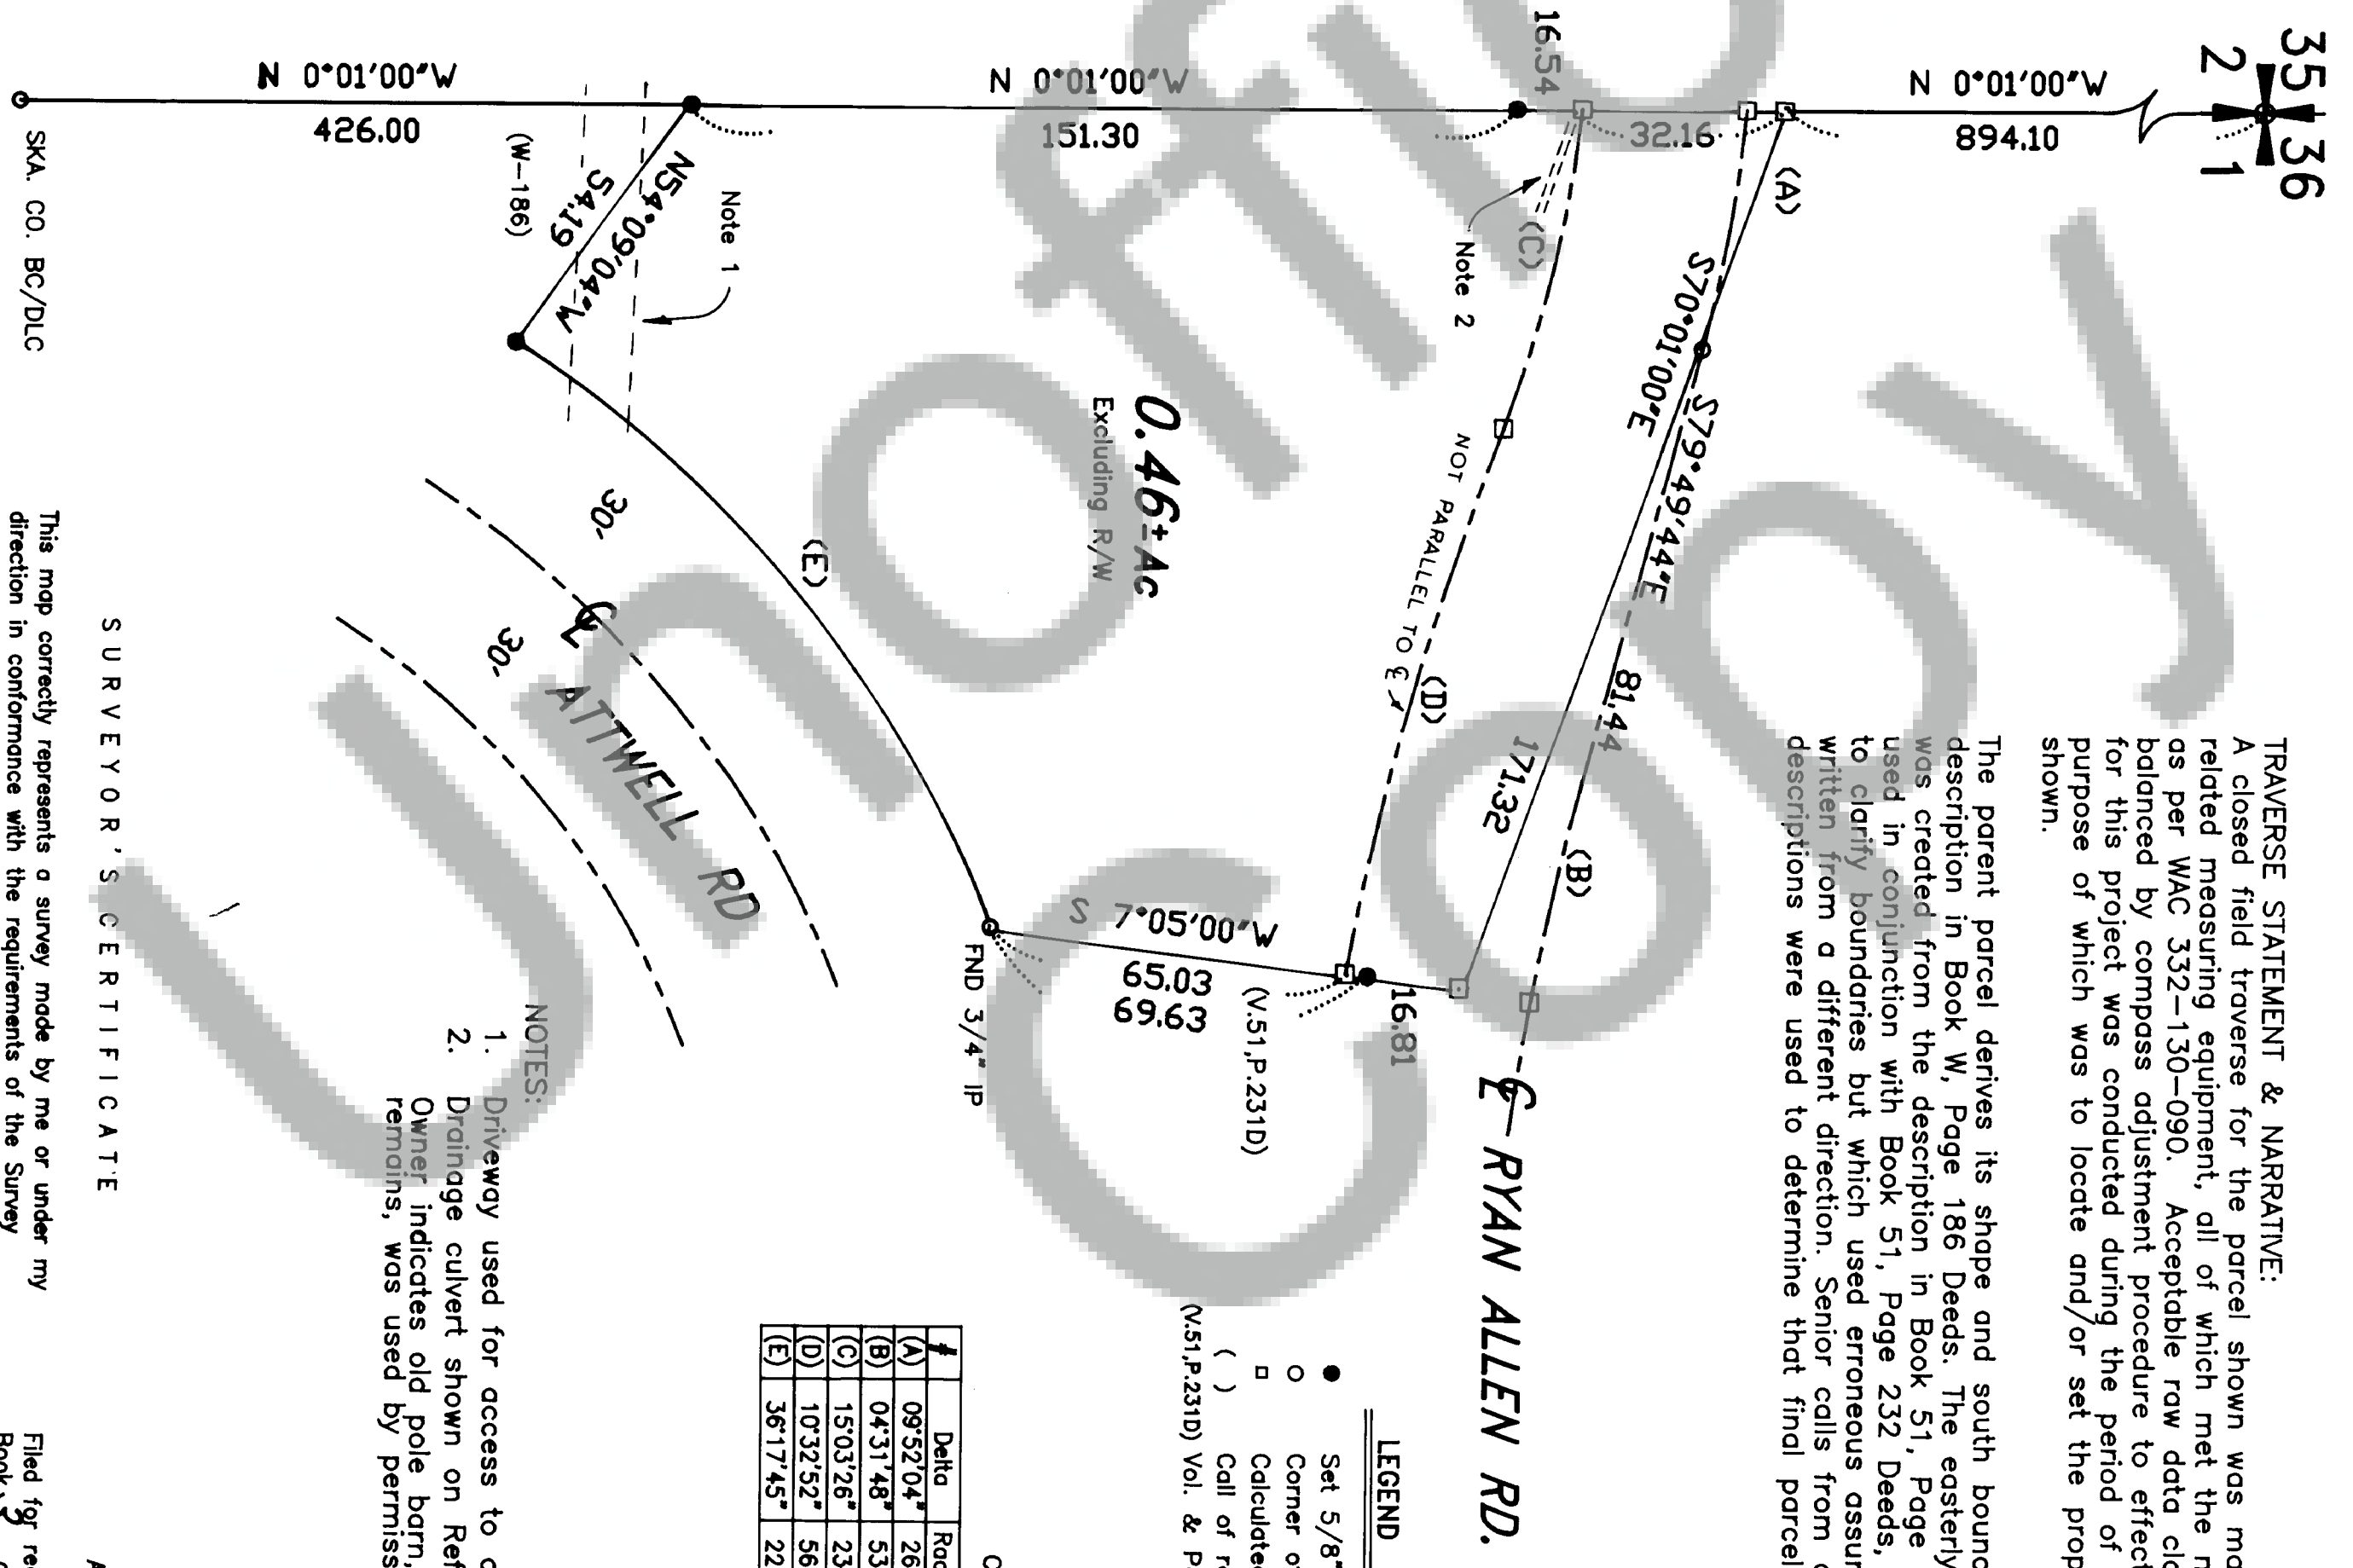 35 36
2 1
N 0°01'00"W
894.10
(A)
32.16
16.54
N 0°01'00"W
151.30
N 0°01'00"W
426.00
(W-186)
SKA. CO. BC/DLC
Note 1
N54°09'04"W
54.19
Note 2
(C)
S70°01'00"E
171.32
S79°49'44"E
81.44
(B)
(D)
NOT PARALLEL TO ℄
0.46± Ac
Excluding R/W
(E)
30
30
℄
ATTWELL RD
S 7°05'00"W
65.03
69.63
(V.51,P.231D)
16.81
FND 3/4" IP
℄ RYAN ALLEN RD.
TRAVERSE STATEMENT & NARRATIVE:
A closed field traverse for the parcel shown was
related measuring equipment, all of which met the
as per WAC 332-130-090. Acceptable raw data
balanced by compass adjustment procedure to
for this project was conducted during the period of
purpose of which was to locate and/or set the
shown.
The parent parcel derives its shape and south
description in Book W, Page 186 Deeds. The easterly
was created from the description in Book 51, Page
used in conjunction with Book 51, Page 232 Deeds,
to clarify boundaries but which used erroneous
written from a different direction. Senior calls from
descriptions were used to determine that final parcel
LEGEND
● Set 5/8"
○ Corner
□ Calculated
( ) Call of
(V.51,P.231D) Vol. & P
# Delta
(A) 09°52'04" 26
(B) 04°31'48" 53
(C) 15°03'26" 23
(D) 10°32'52" 56
(E) 36°17'45" 22
NOTES:
1. Driveway used for access to
2. Drainage culvert shown on
Owner indicates old pole barn,
remains, was used by
SURVEYOR'S CERTIFICATE
This map correctly represents a survey made by me or under my
direction in conformance with the requirements of the Survey
Filed for
Book
Unofficial Copy